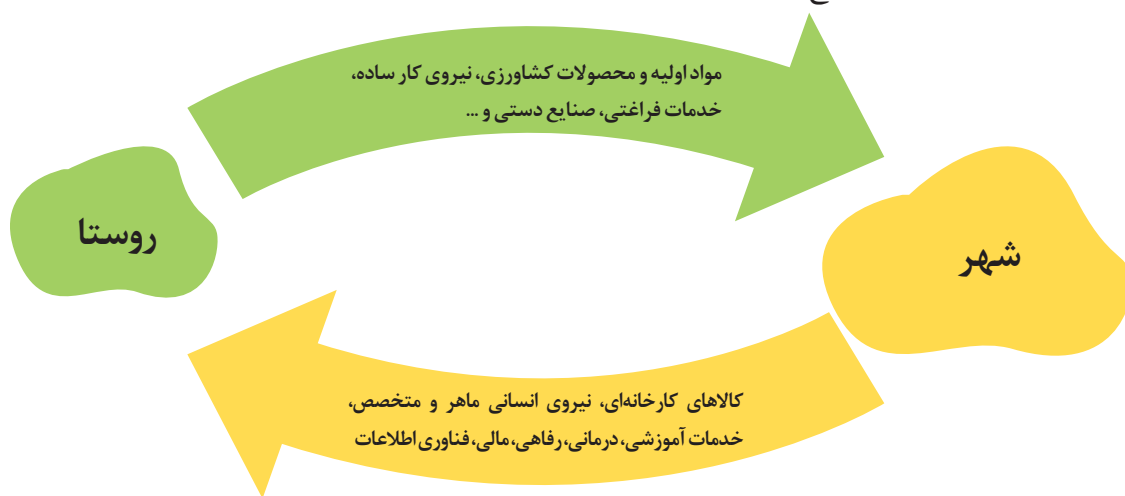 مواد اولیه و محصولات کشاورزی، نیروی کار ساده،
خدمات فراغتی، صنایع دستی و ...
روستا
شهر
کالاهای کارخانه‌ای، نیروی انسانی ماهر و متخصص،
خدمات آموزشی، درمانی، رفاهی، مالی، فناوری اطلاعات